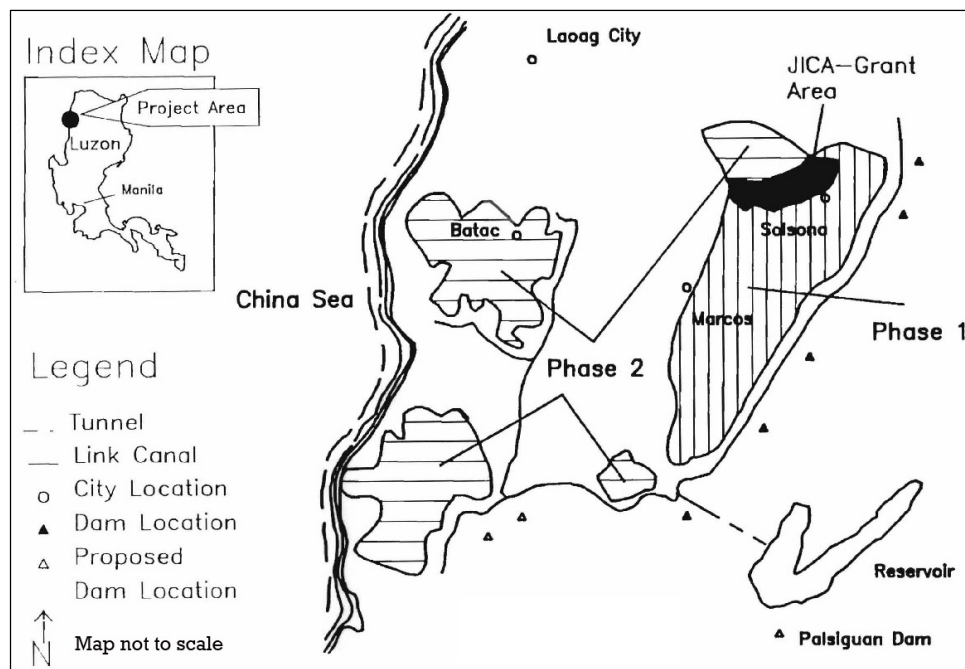 Index Map
Project Area
Luzon
Manila
Legend
Tunnel
Link Canal
City Location
Dam Location
Proposed
Dam Location
N
Map not to scale
Laoag City
JICA-Grant
Area
Batac
Solsona
China Sea
Marcos
Phase 1
Phase 2
Reservoir
Palsiguan Dam